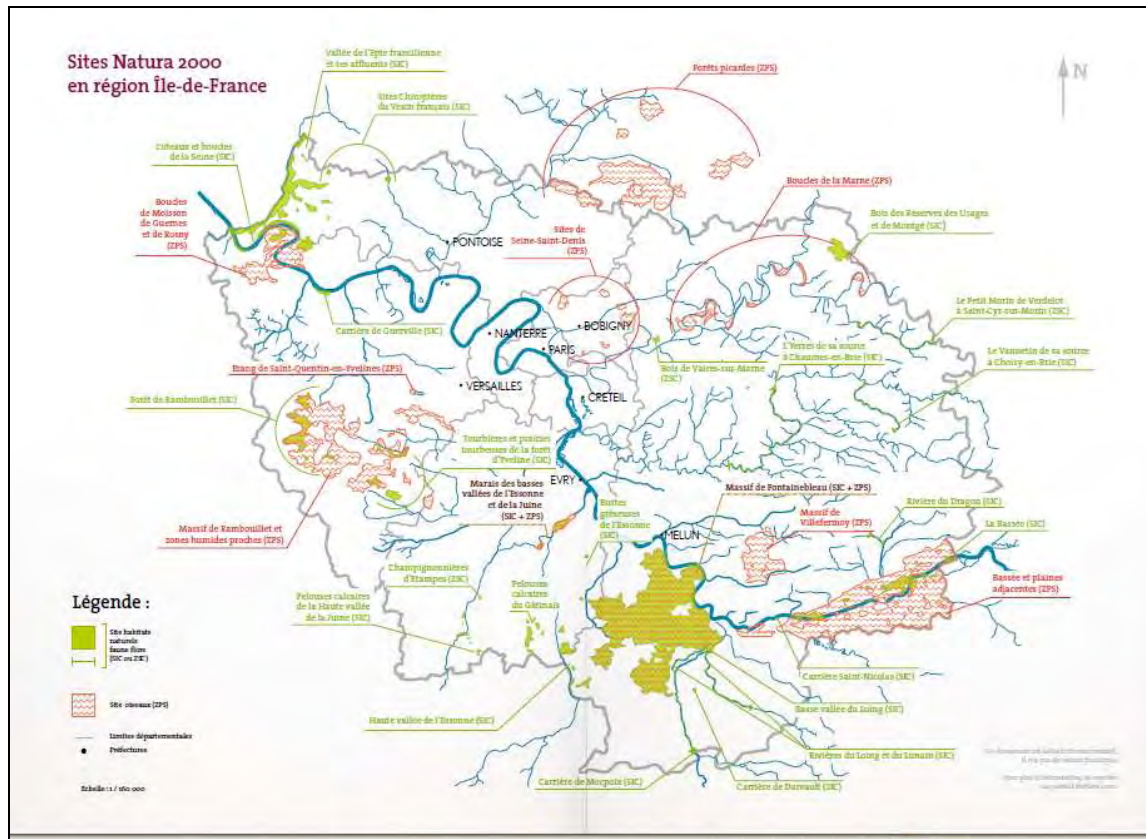 Sites Natura 2000
en région Île-de-France
Vallée de l'Epte francilienne
et ses affluents (SIC)
Sites Chiroptères
du Vexin français (SIC)
Forêts picardes (ZPS)
N
Coteaux et boucles
de la Seine (SIC)
Boucles
de Moisson
de Guernes
et de Rosny
(ZPS)
Boucles de la Marne (ZPS)
Bois des Réserves des Usages
et de Montgé (SIC)
Sites de
Seine-Saint-Denis
(ZPS)
PONTOISE
Carrière de Guerville (SIC)
NANTERRE
BOBIGNY
PARIS
Le Petit Morin de Verdelot
à Saint-Cyr-sur-Morin (ZSC)
L'Yerres de sa source
à Chaumes-en-Brie (SIC)
Le Vannetin de sa source
à Choisy-en-Brie (SIC)
Bois de Vaires-sur-Marne
(ZSC)
Etang de Saint-Quentin-en-Yvelines (ZPS)
VERSAILLES
CRETEIL
Forêt de Rambouillet (SIC)
Tourbières et prairies
tourbeuses de la forêt
d'Yveline (SIC)
EVRY
Marais des basses
vallées de l'Essonne
et de la Juine
(SIC + ZPS)
Buttes
gréseuses
de l'Essonne
(SIC)
Massif de Fontainebleau (SIC + ZPS)
Massif de
Villefermoy (ZPS)
Rivière du Dragon (SIC)
La Bassée (SIC)
MELUN
Massif de Rambouillet et
zones humides proches (ZPS)
Champignonnières
d'Etampes (ZSC)
Pelouses calcaires
de la Haute vallée
de la Juine (SIC)
Pelouses
calcaires
du Gâtinais
Bassée et plaines
adjacentes (ZPS)
Carrière Saint-Nicolas (SIC)
Basse vallée du Loing (SIC)
Haute vallée de l'Essonne (SIC)
Rivières du Loing et du Lunain (SIC)
Carrière de Mocpoix (SIC)
Carrière de Darvault (SIC)
Légende :
Site habitats
naturels
faune flore
(SIC ou ZSC)
Site oiseaux (ZPS)
Limites départementales
Préfectures